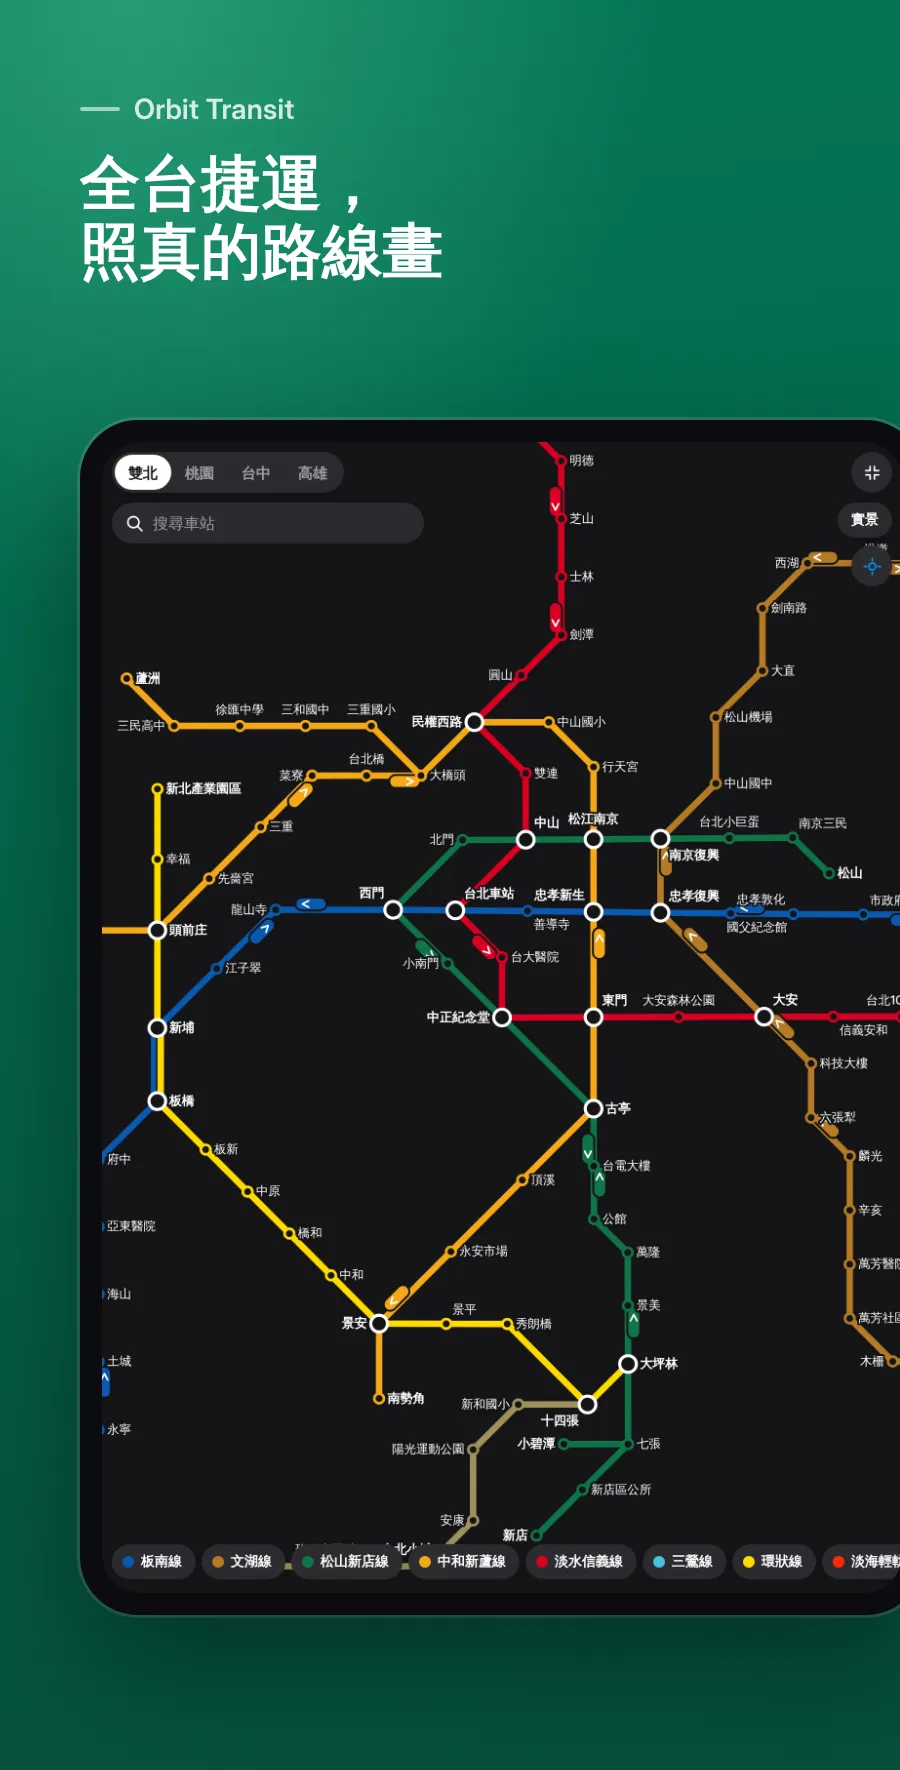 Orbit Transit
全台捷運，
照真的路線畫
雙北 桃園 台中 高雄
搜尋車站
實景
明德
芝山
士林
劍潭
圓山
西湖
劍南路
大直
松山機場
中山國中
蘆洲
三民高中
徐匯中學
三和國中
三重國小
民權西路
中山國小
台北橋
菜寮
大橋頭
雙連
行天宮
新北產業園區
三重
幸福
先嗇宮
北門
中山
松江南京
南京復興
台北小巨蛋
南京三民
松山
西門
台北車站
忠孝新生
忠孝復興
忠孝敦化
市政府
龍山寺
善導寺
國父紀念館
頭前庄
江子翠
小南門
台大醫院
新埔
中正紀念堂
東門
大安森林公園
大安
台北10
信義安和
科技大樓
板橋
古亭
六張犁
府中
板新
台電大樓
麟光
頂溪
中原
公館
辛亥
亞東醫院
橋和
永安市場
萬隆
萬芳醫院
海山
中和
景美
萬芳社區
景安
景平
秀朗橋
土城
大坪林
木柵
南勢角
新和國小
十四張
永寧
陽光運動公園
小碧潭
七張
新店區公所
安康
新店
板南線 文湖線 松山新店線 中和新蘆線 淡水信義線 三鶯線 環狀線 淡海輕軌